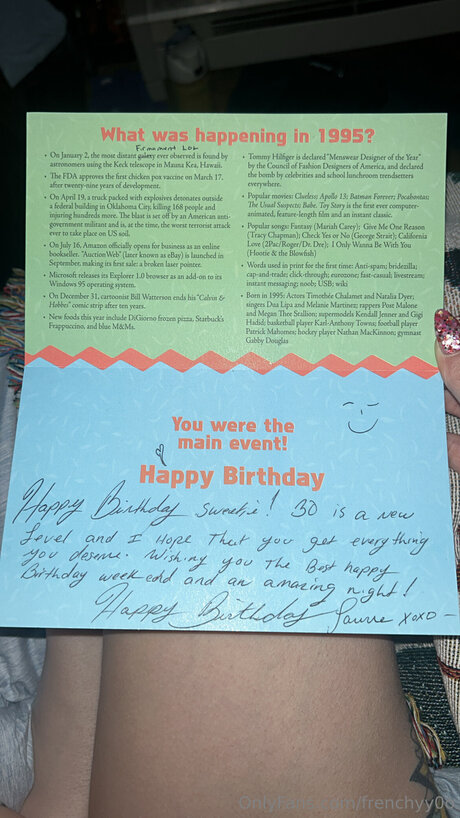 What was happening in 1995?
Firmament LOL
• On January 2, the most distant galaxy ever observed is found by
astronomers using the Keck telescope in Mauna Kea, Hawaii.
• The FDA approves the first chicken pox vaccine on March 17,
after twenty-nine years of development.
• On April 19, a truck packed with explosives detonates outside
a federal building in Oklahoma City, killing 168 people and
injuring hundreds more. The blast is set off by an American anti-
government militant and is, at the time, the worst terrorist attack
ever to take place on US soil.
• On July 16, Amazon officially opens for business as an online
bookseller. "AuctionWeb" (later known as eBay) is launched in
September, making its first sale: a broken laser pointer.
• Microsoft releases its Explorer 1.0 browser as an add-on to its
Windows 95 operating system.
• On December 31, cartoonist Bill Watterson ends his "Calvin &
Hobbes" comic strip after ten years.
• New foods this year include DiGiorno frozen pizza, Starbuck's
Frappuccino, and blue M&Ms.
• Tommy Hilfiger is declared "Menswear Designer of the Year"
by the Council of Fashion Designers of America, and declared
the bomb by celebrities and school lunchroom trendsetters
everywhere.
• Popular movies: Clueless; Apollo 13; Batman Forever; Pocahontas;
The Usual Suspects; Babe. Toy Story is the first ever computer-
animated, feature-length film and an instant classic.
• Popular songs: Fantasy (Mariah Carey); Give Me One Reason
(Tracy Chapman); Check Yes or No (George Strait); California
Love (2Pac/Roger/Dr. Dre); I Only Wanna Be With You
(Hootie & the Blowfish)
• Words used in print for the first time: Anti-spam; bridezilla;
cap-and-trade; click-through; eurozone; fast-casual; livestream;
instant messaging; noob; USB; wiki
• Born in 1995: Actors Timothée Chalamet and Natalia Dyer;
singers Dua Lipa and Melanie Martinez; rappers Post Malone
and Megan Thee Stallion; supermodels Kendall Jenner and Gigi
Hadid; basketball player Karl-Anthony Towns; football player
Patrick Mahomes; hockey player Nathan MacKinnon; gymnast
Gabby Douglas
You were the
main event!
Happy Birthday
Happy Birthday sweetie! 30 is a new
level and I Hope That you get everything
you deserve. Wishing you The Best happy
Birthday weekend and an amazing night!
Happy Birthday XOXO -
OnlyFans.com/frenchyy00